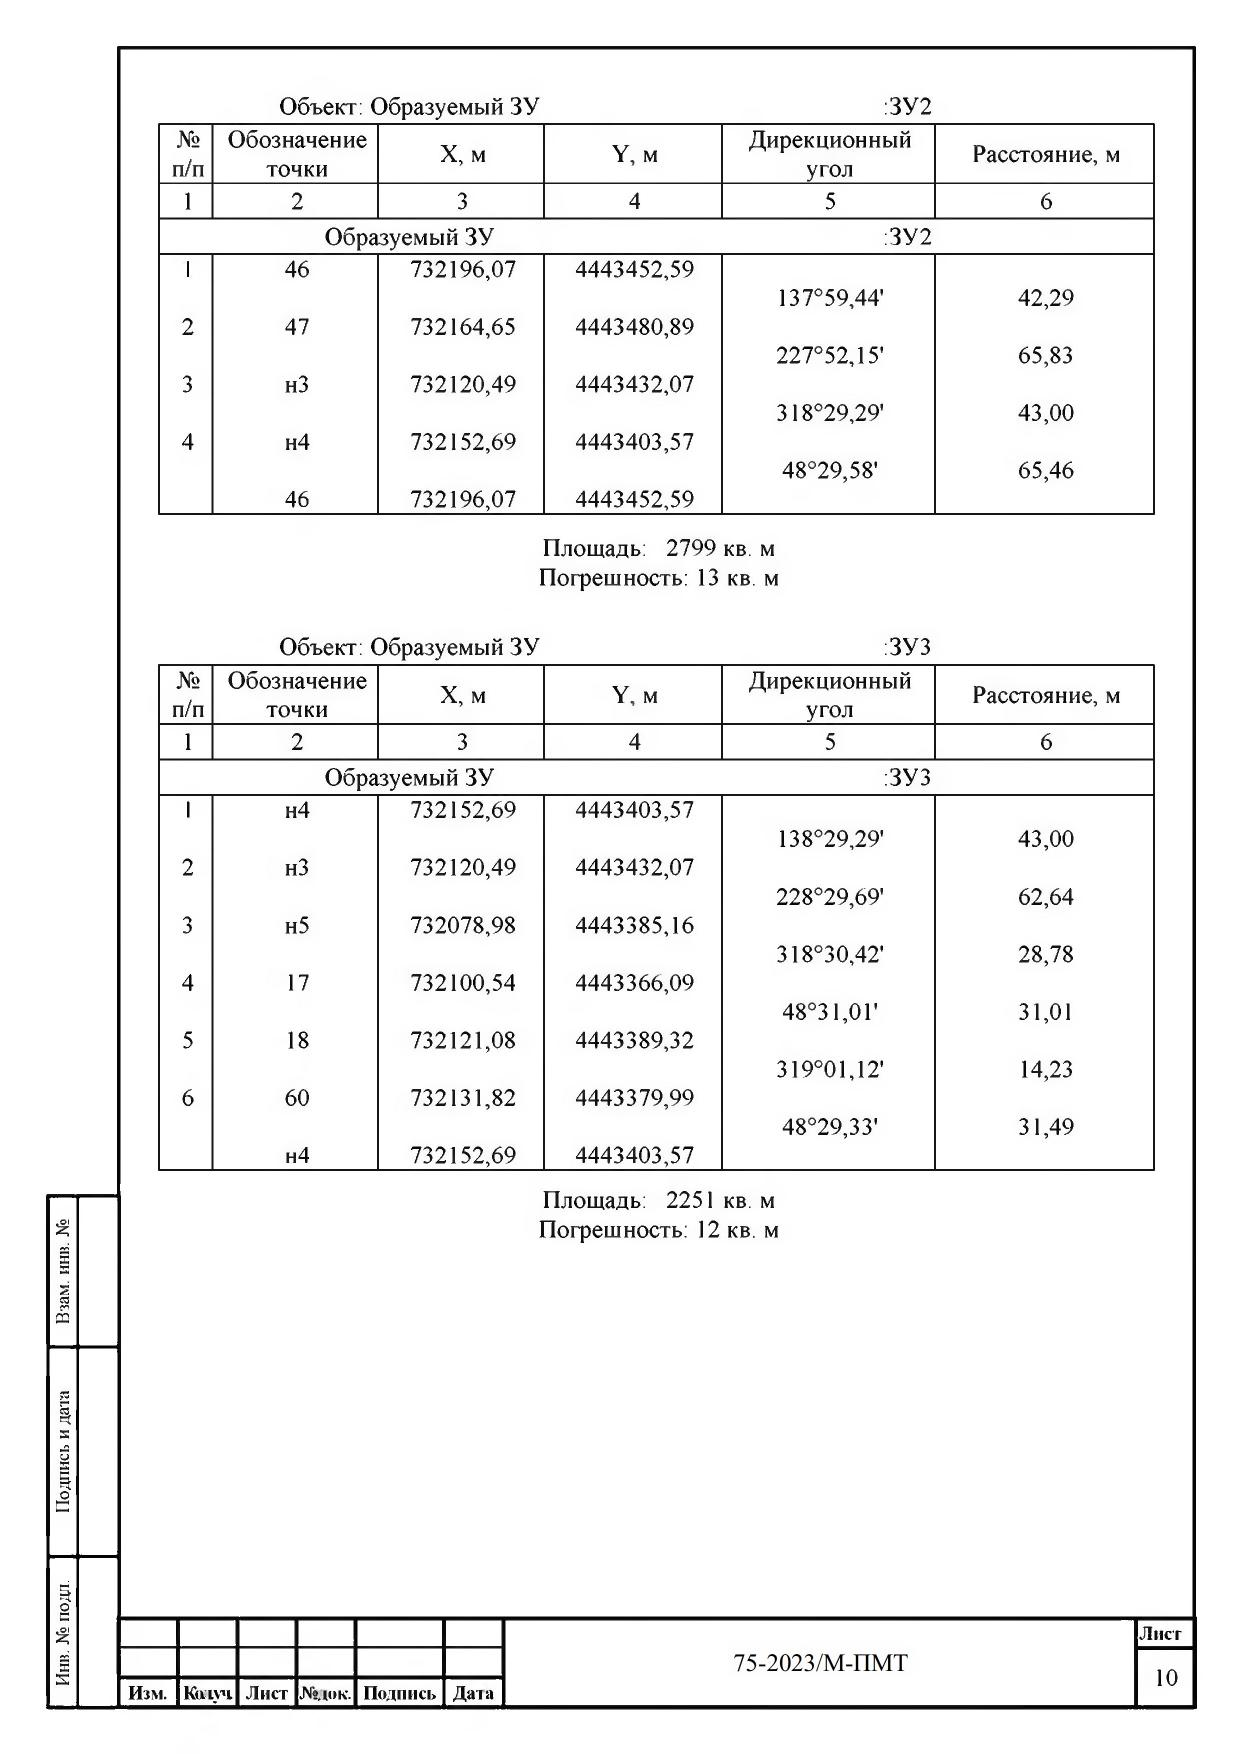 Объект: Образуемый ЗУ :ЗУ2
№ п/п Обозначение точки X, м Y, м Дирекционный угол Расстояние, м
1 2 3 4 5 6
Образуемый ЗУ :ЗУ2
1 46 732196,07 4443452,59
137°59,44' 42,29
2 47 732164,65 4443480,89
227°52,15' 65,83
3 н3 732120,49 4443432,07
318°29,29' 43,00
4 н4 732152,69 4443403,57
48°29,58' 65,46
46 732196,07 4443452,59
Площадь: 2799 кв. м
Погрешность: 13 кв. м
Объект: Образуемый ЗУ :ЗУ3
№ п/п Обозначение точки X, м Y, м Дирекционный угол Расстояние, м
1 2 3 4 5 6
Образуемый ЗУ :ЗУ3
1 н4 732152,69 4443403,57
138°29,29' 43,00
2 н3 732120,49 4443432,07
228°29,69' 62,64
3 н5 732078,98 4443385,16
318°30,42' 28,78
4 17 732100,54 4443366,09
48°31,01' 31,01
5 18 732121,08 4443389,32
319°01,12' 14,23
6 60 732131,82 4443379,99
48°29,33' 31,49
н4 732152,69 4443403,57
Площадь: 2251 кв. м
Погрешность: 12 кв. м
Взам. инв. №
Подпись и дата
Инв. № подл.
Изм. Колуч. Лист №док. Подпись Дата
75-2023/М-ПМТ
Лист
10